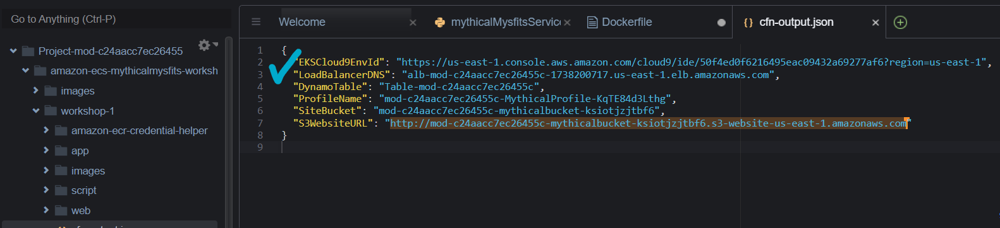 Go to Anything (Ctrl-P)
Welcome
mythicalMysfitsServic
Dockerfile
cfn-output.json
Project-mod-c24aacc7ec26455
amazon-ecs-mythicalmysfits-worksh
images
workshop-1
amazon-ecr-credential-helper
app
images
script
web
1 {
2 "EKSCloud9EnvId": "https://us-east-1.console.aws.amazon.com/cloud9/ide/50f4ed0f6216495eac09432a69277af6?region=us-east-1",
3 "LoadBalancerDNS": "alb-mod-c24aacc7ec26455c-1738200717.us-east-1.elb.amazonaws.com",
4 "DynamoTable": "Table-mod-c24aacc7ec26455c",
5 "ProfileName": "mod-c24aacc7ec26455c-MythicalProfile-KqTE84d3Lthg",
6 "SiteBucket": "mod-c24aacc7ec26455c-mythicalbucket-ksiotjzjtbf6",
7 "S3WebsiteURL": "http://mod-c24aacc7ec26455c-mythicalbucket-ksiotjzjtbf6.s3-website-us-east-1.amazonaws.com"
8 }
9